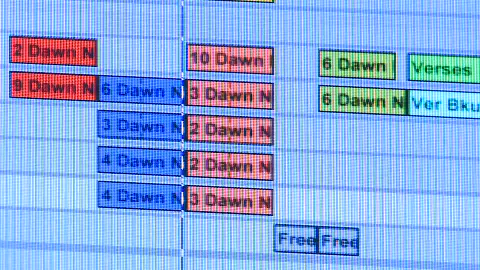 2 Dawn N 10 Dawn 6 Dawn Verses
9 Dawn N 6 Dawn N 3 Dawn N 6 Dawn N Ver Bku
3 Dawn N 2 Dawn N
4 Dawn N 2 Dawn N
4 Dawn N 3 Dawn N
Free Free